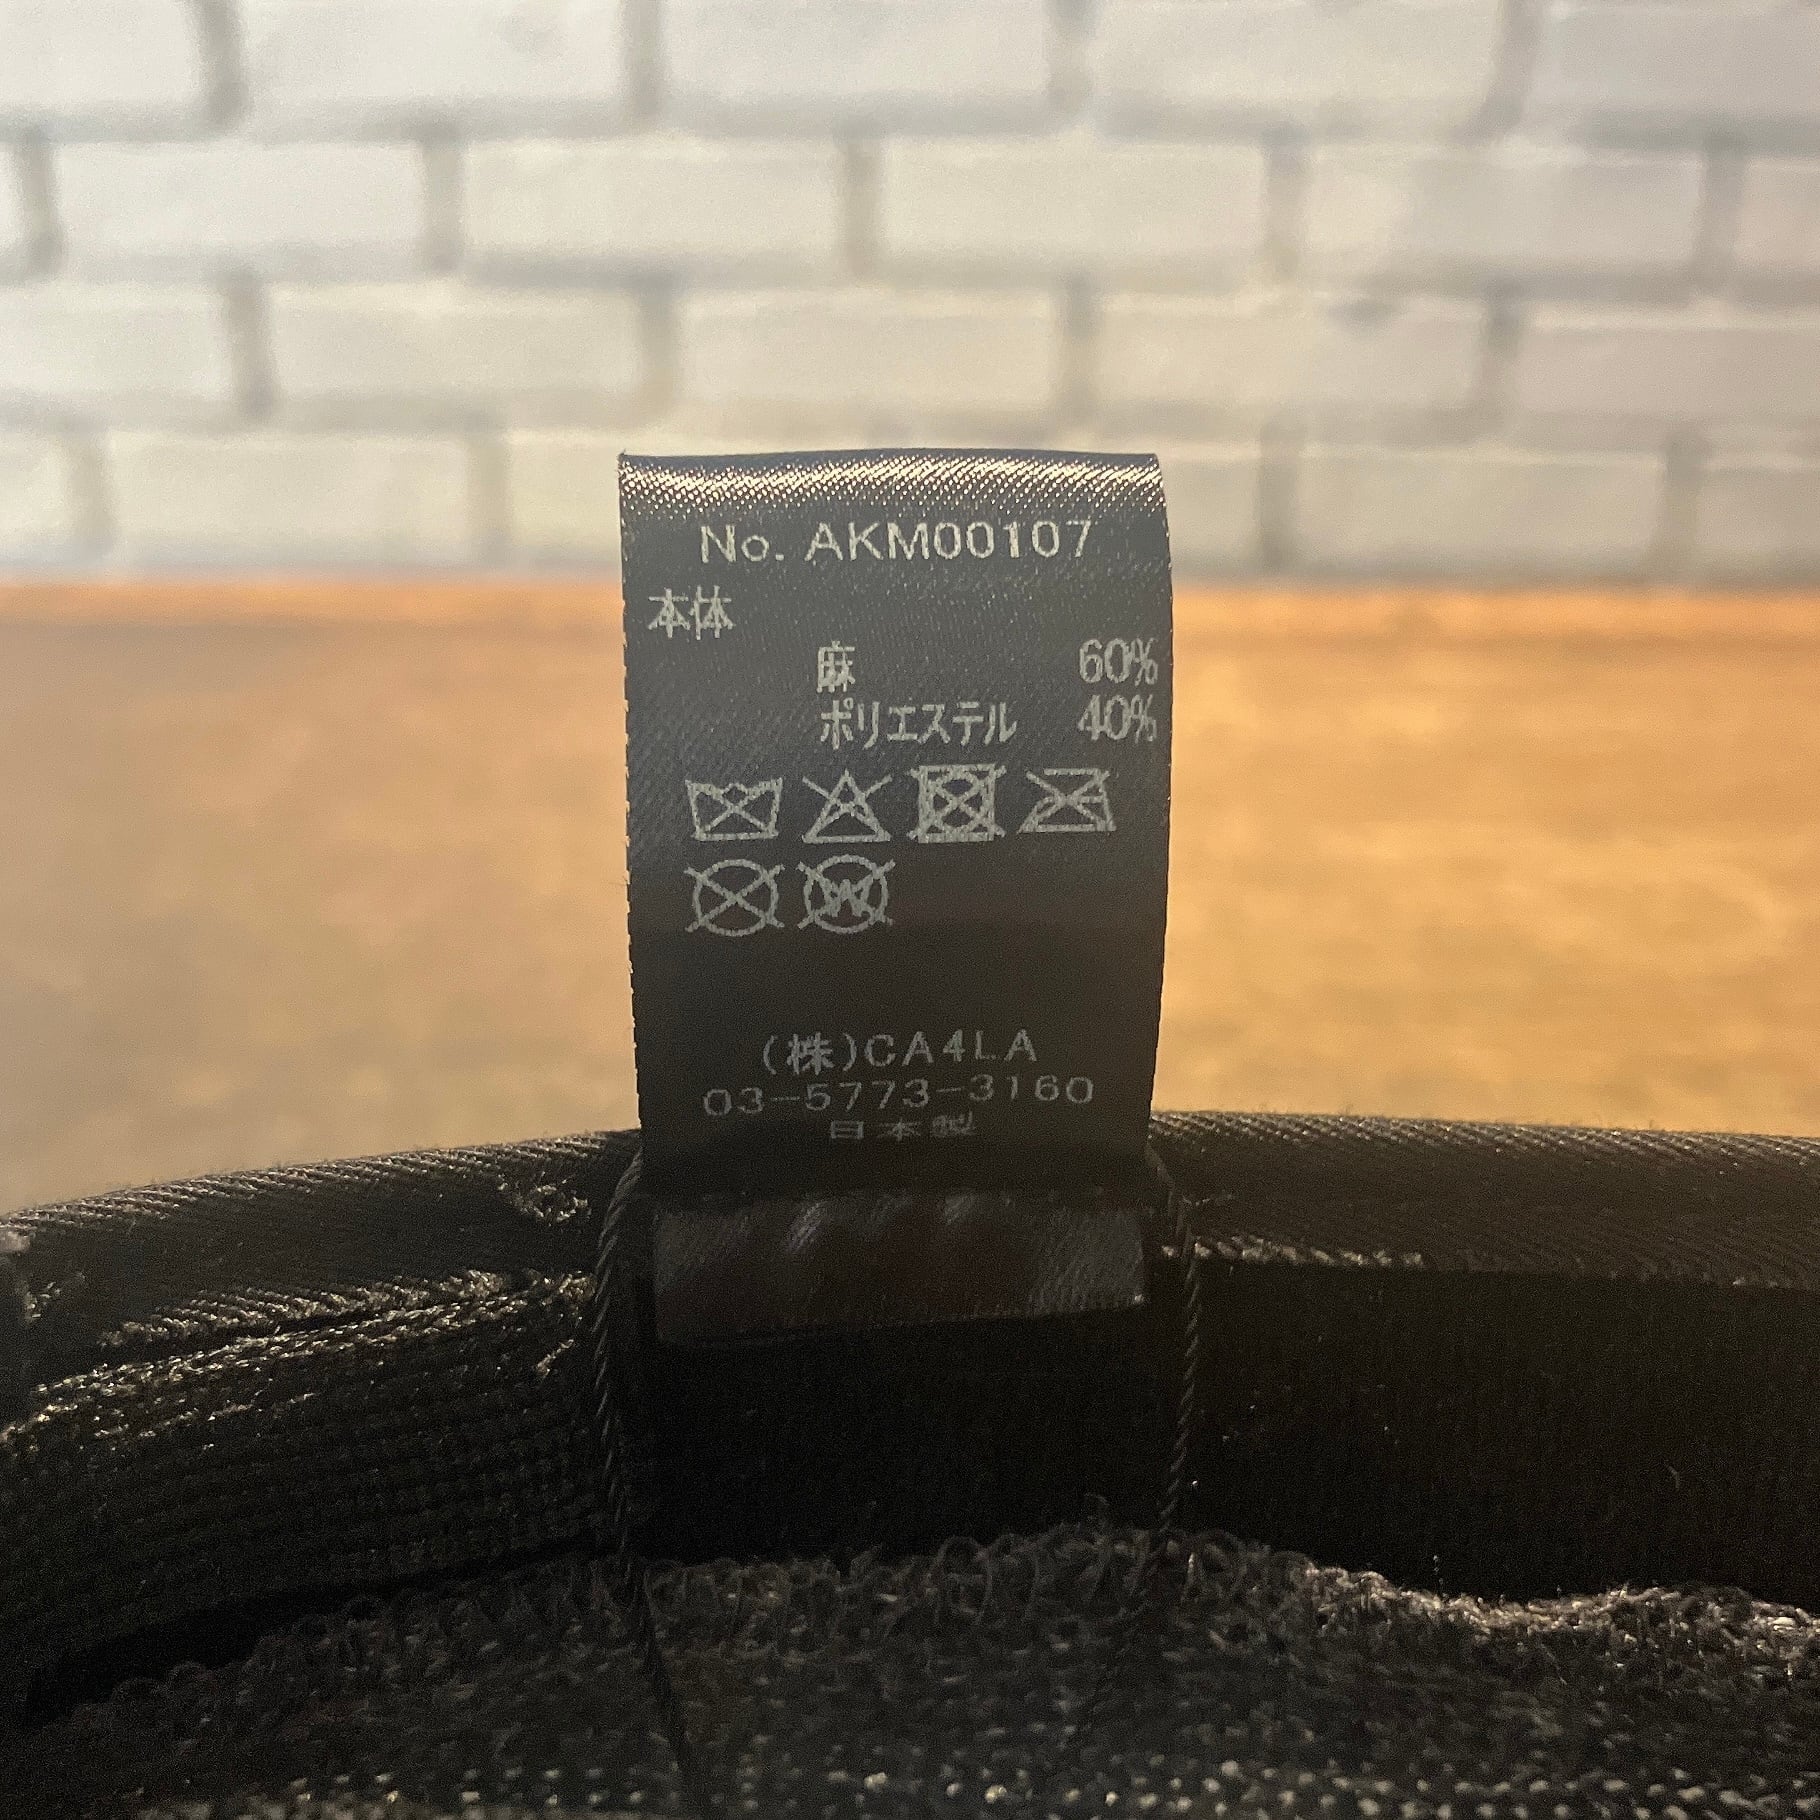 No. AKM00107
本体
麻 60%
ポリエステル 40%
W
(株)CA4LA
03-5773-3160
日本製